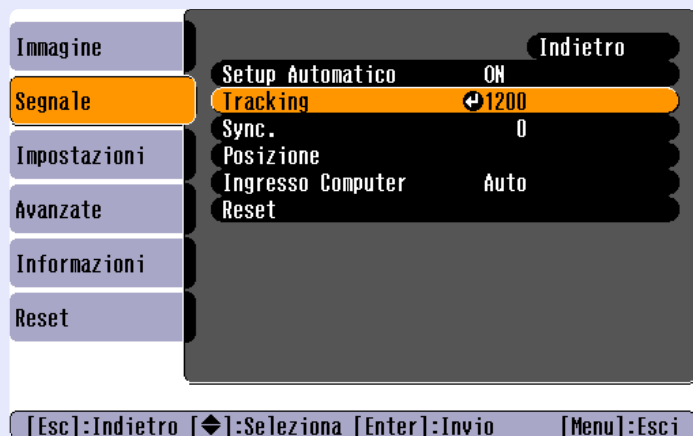 Immagine
Segnale
Impostazioni
Avanzate
Informazioni
Reset
Indietro
Setup Automatico ON
Tracking 1200
Sync. 0
Posizione
Ingresso Computer Auto
Reset
[Esc]:Indietro [◆]:Seleziona [Enter]:Invio [Menu]:Esci